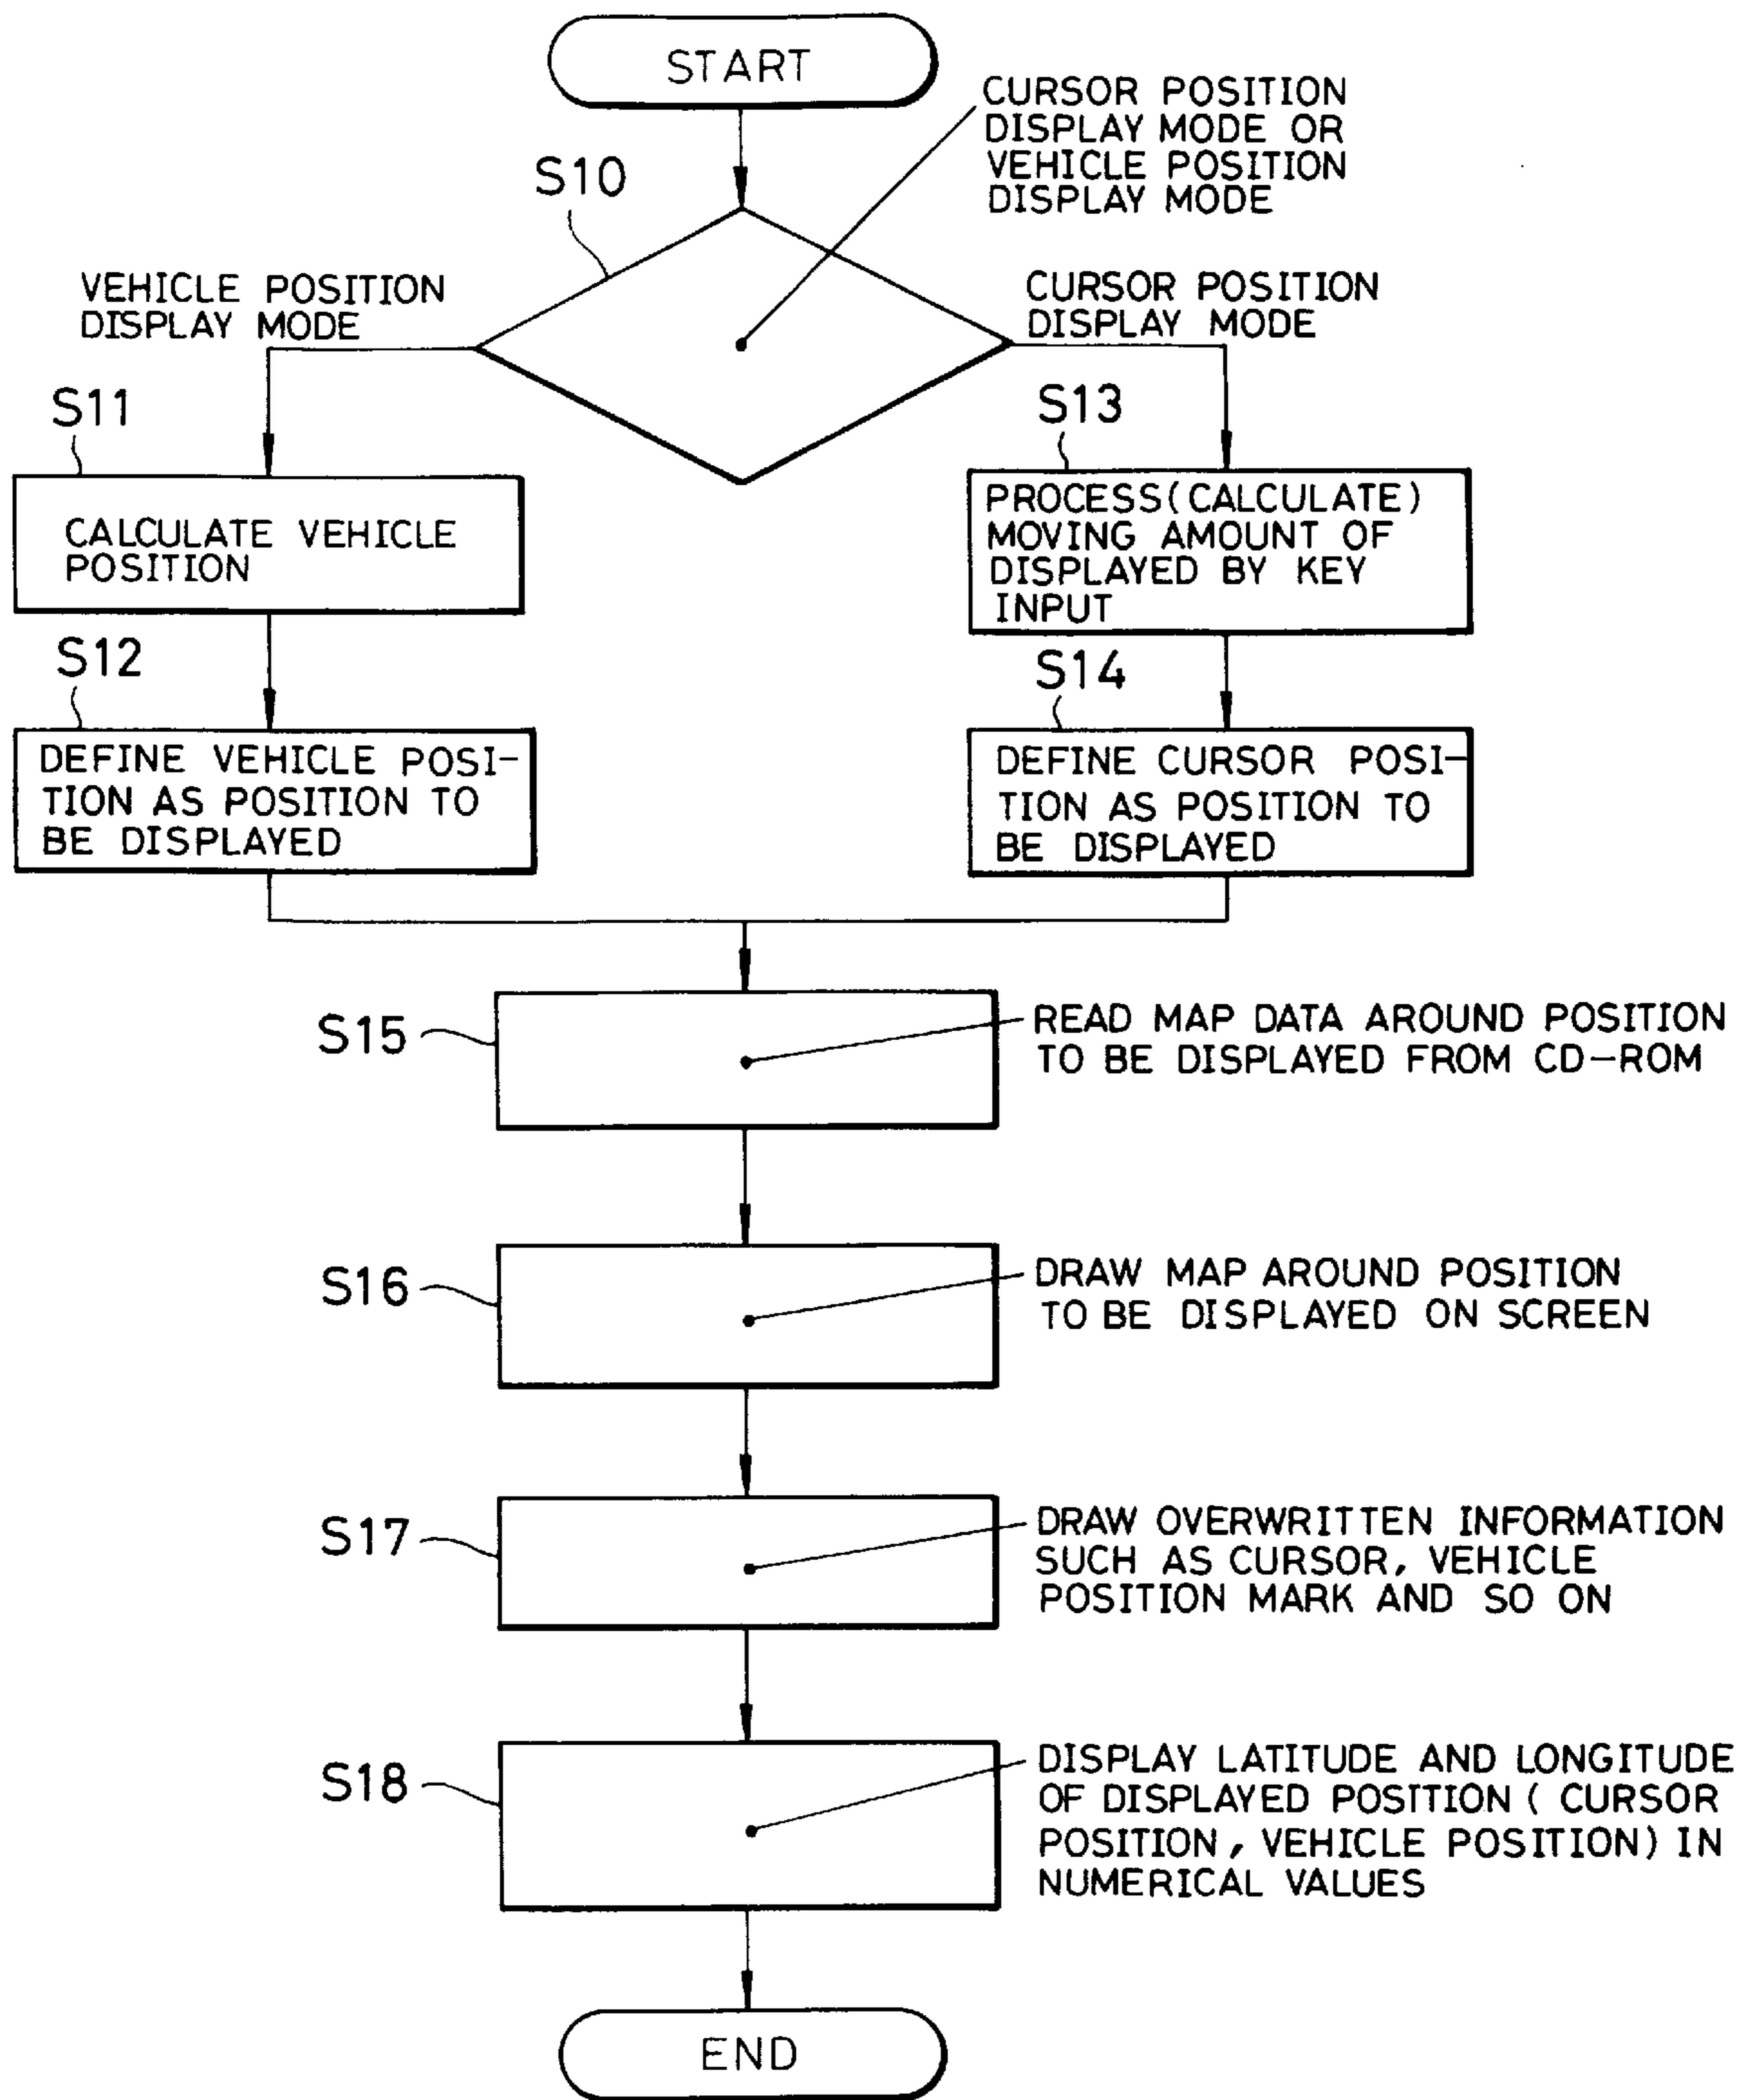 START
CURSOR POSITION
DISPLAY MODE OR
VEHICLE POSITION
DISPLAY MODE
S10
VEHICLE POSITION
DISPLAY MODE
CURSOR POSITION
DISPLAY MODE
S11
CALCULATE VEHICLE
POSITION
S13
PROCESS(CALCULATE)
MOVING AMOUNT OF
DISPLAYED BY KEY
INPUT
S12
DEFINE VEHICLE POSI-
TION AS POSITION TO
BE DISPLAYED
S14
DEFINE CURSOR POSI-
TION AS POSITION TO
BE DISPLAYED
S15
READ MAP DATA AROUND POSITION
TO BE DISPLAYED FROM CD-ROM
S16
DRAW MAP AROUND POSITION
TO BE DISPLAYED ON SCREEN
S17
DRAW OVERWRITTEN INFORMATION
SUCH AS CURSOR, VEHICLE
POSITION MARK AND SO ON
S18
DISPLAY LATITUDE AND LONGITUDE
OF DISPLAYED POSITION ( CURSOR
POSITION, VEHICLE POSITION) IN
NUMERICAL VALUES
END